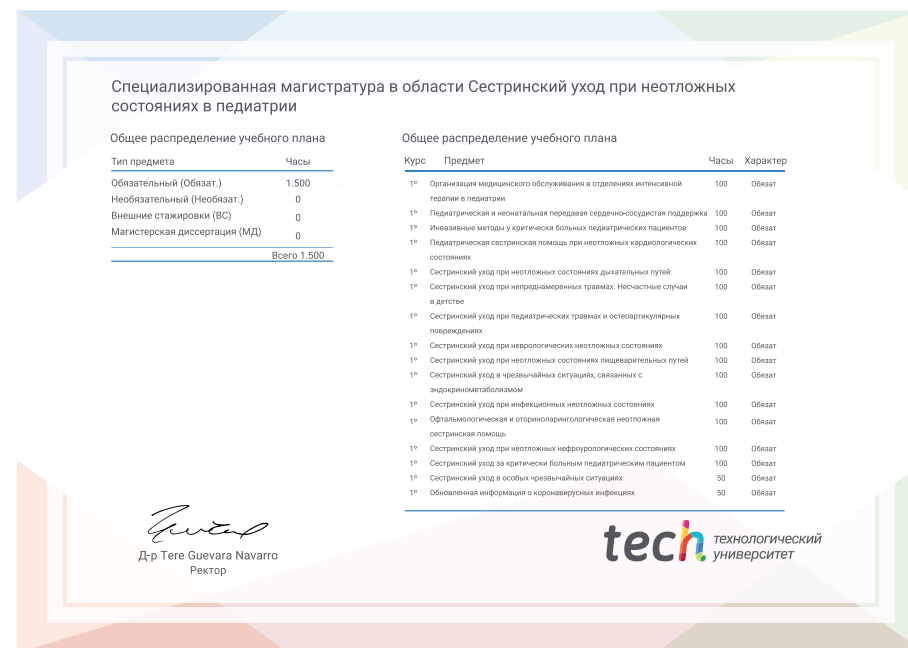 Специализированная магистратура в области Сестринский уход при неотложных
состояниях в педиатрии
Общее распределение учебного плана
Тип предмета Часы
Обязательный (Обязат.) 1.500
Необязательный (Необязат.) 0
Внешние стажировки (ВС) 0
Магистерская диссертация (МД) 0
Всего 1.500
Общее распределение учебного плана
Курс Предмет Часы Характер
1º Организация медицинского обслуживания в отделениях интенсивной 100 Обязат
терапии в педиатрии
1º Педиатрическая и неонатальная передавая сердечно-сосудистая поддержка 100 Обязат
1º Инвазивные методы у критически больных педиатрических пациентов 100 Обязат
1º Педиатрическая сестринская помощь при неотложных кардиологических 100 Обязат
состояниях
1º Сестринский уход при неотложных состояниях дыхательных путей 100 Обязат
1º Сестринский уход при непреднамеренных травмах. Несчастные случаи 100 Обязат
в детстве
1º Сестринский уход при педиатрических травмах и остеоартикулярных 100 Обязат
повреждениях
1º Сестринский уход при неврологических неотложных состояниях 100 Обязат
1º Сестринский уход при неотложных состояниях пищеварительных путей 100 Обязат
1º Сестринский уход в чрезвычайных ситуациях, связанных с 100 Обязат
эндокринометаболизмом
1º Сестринский уход при инфекционных неотложных состояниях 100 Обязат
1º Офтальмологическая и оториноларингологическая неотложная 100 Обязат
сестринская помощь
1º Сестринский уход при неотложных нефроурологических состояниях 100 Обязат
1º Сестринский уход за критически больным педиатрическим пациентом 100 Обязат
1º Сестринский уход в особых чрезвычайных ситуациях 50 Обязат
1º Обновленная информация о коронавирусных инфекциях 50 Обязат
Д-р Tere Guevara Navarro
Ректор
tech технологический
университет